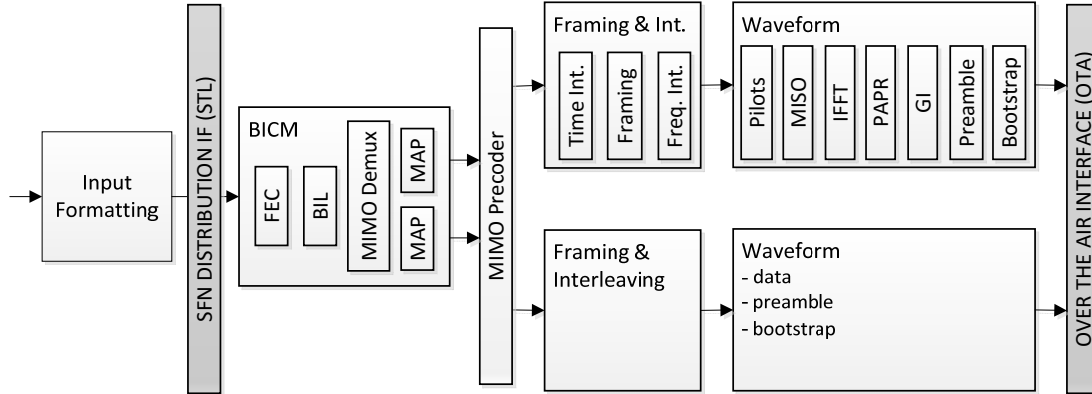 Input
Formatting
SFN DISTRIBUTION IF (STL)
BICM
FEC
BIL
MIMO Demux
MAP
MAP
MIMO Precoder
Framing & Int.
Time Int.
Framing
Freq. Int.
Waveform
Pilots
MISO
IFFT
PAPR
GI
Preamble
Bootstrap
Framing &
Interleaving
Waveform
- data
- preamble
- bootstrap
OVER THE AIR INTERFACE (OTA)